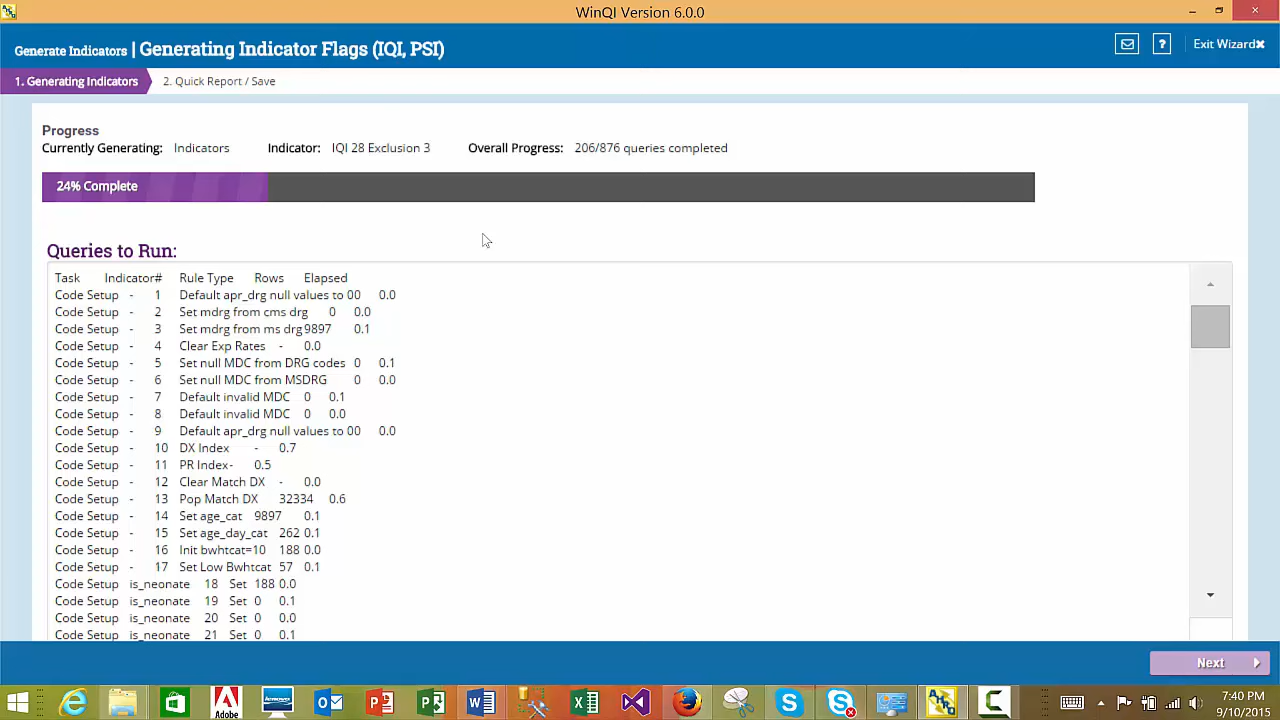 WinQI Version 6.0.0
Generate Indicators | Generating Indicator Flags (IQI, PSI)
? Exit Wizard✖
1. Generating Indicators 2. Quick Report / Save
Progress
Currently Generating: Indicators Indicator: IQI 28 Exclusion 3 Overall Progress: 206/876 queries completed
24% Complete
Queries to Run:
Task Indicator# Rule Type Rows Elapsed
Code Setup - 1 Default apr_drg null values to 00 0.0
Code Setup - 2 Set mdrg from cms drg 0 0.0
Code Setup - 3 Set mdrg from ms drg 9897 0.1
Code Setup - 4 Clear Exp Rates - 0.0
Code Setup - 5 Set null MDC from DRG codes 0 0.1
Code Setup - 6 Set null MDC from MSDRG 0 0.0
Code Setup - 7 Default invalid MDC 0 0.1
Code Setup - 8 Default invalid MDC 0 0.0
Code Setup - 9 Default apr_drg null values to 00 0.0
Code Setup - 10 DX Index - 0.7
Code Setup - 11 PR Index- 0.5
Code Setup - 12 Clear Match DX - 0.0
Code Setup - 13 Pop Match DX 32334 0.6
Code Setup - 14 Set age_cat 9897 0.1
Code Setup - 15 Set age_day_cat 262 0.1
Code Setup - 16 Init bwhtcat=10 188 0.0
Code Setup - 17 Set Low Bwhtcat 57 0.1
Code Setup is_neonate 18 Set 188 0.0
Code Setup is_neonate 19 Set 0 0.1
Code Setup is_neonate 20 Set 0 0.0
Code Setup is_neonate 21 Set 0 0.1
Next
Adobe
7:40 PM
9/10/2015